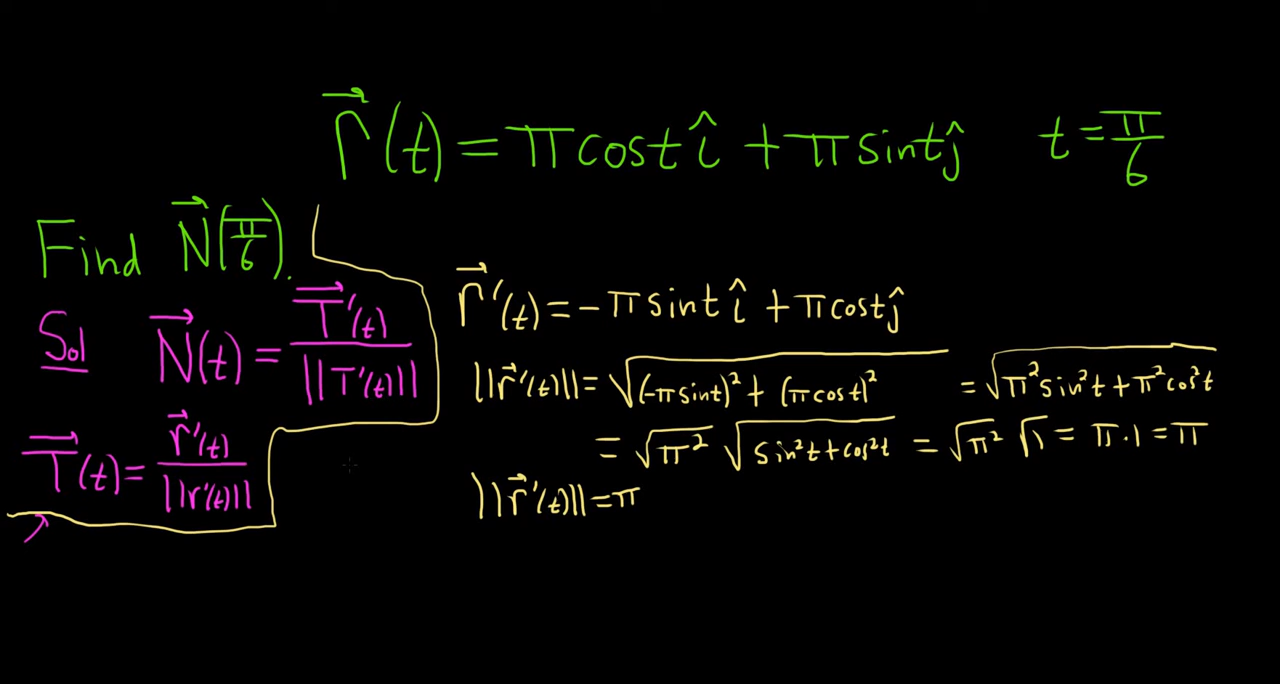 r⃗(t) = π cos t î + π sin t ĵ   t = π/6
Find N⃗(π/6).
Sol   N⃗(t) = T⃗'(t) / ||T'(t)||
T⃗(t) = r⃗'(t) / ||r'(t)||
r⃗'(t) = -π sin t î + π cos t ĵ
||r⃗'(t)|| = √((-π sin t)² + (π cos t)²) = √(π² sin² t + π² cos² t)
= √(π²) √(sin² t + cos² t) = √(π²) √1 = π · 1 = π
||r⃗'(t)|| = π